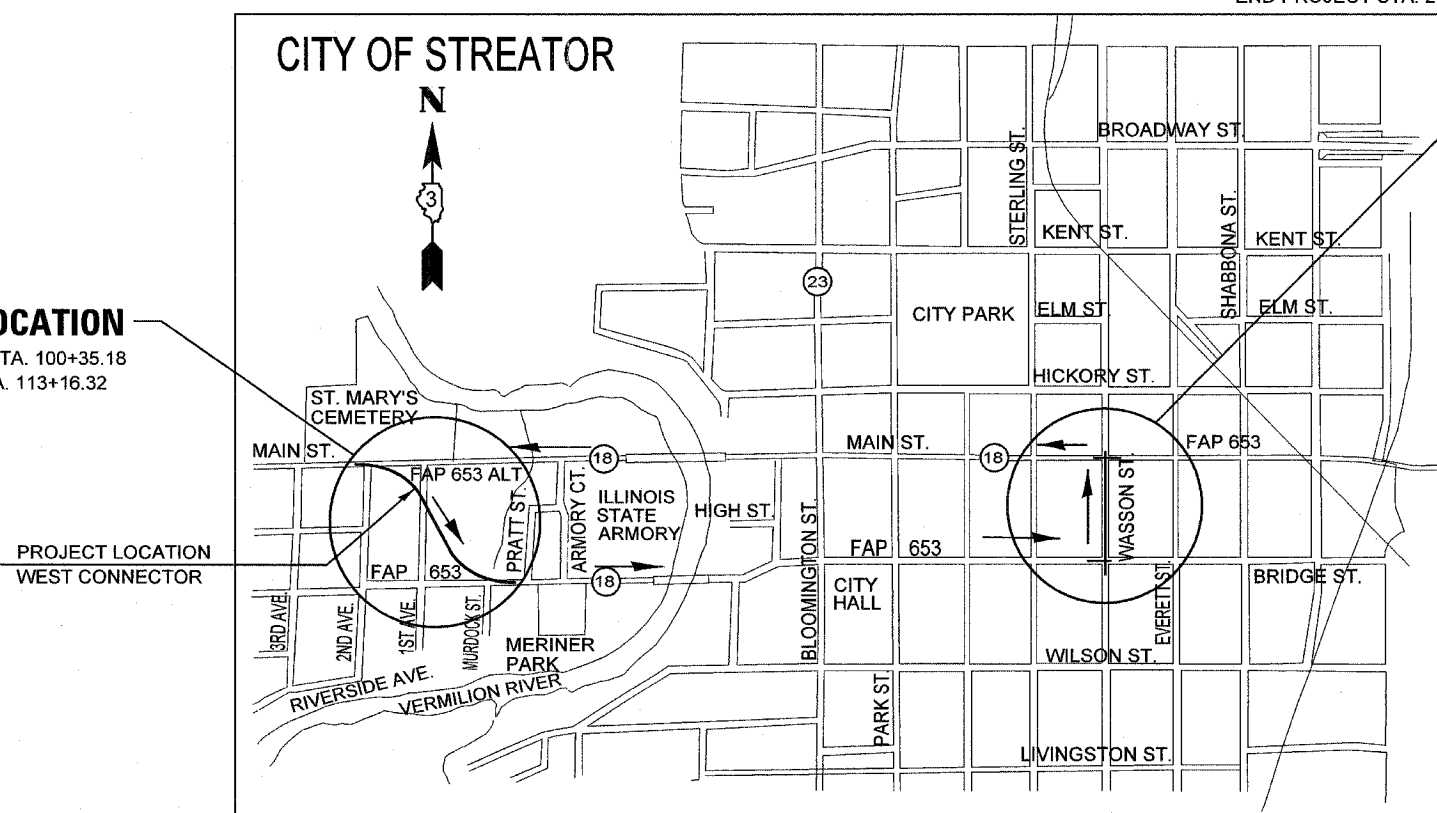 CITY OF STREATOR
N
3
BROADWAY ST.
STERLING ST.
KENT ST.
SHABBONA ST.
KENT ST.
23
CITY PARK
ELM ST.
ELM ST.
TA. 100+35.18
A. 113+16.32
HICKORY ST.
ST. MARY'S
CEMETERY
MAIN ST.
18
MAIN ST.
18
FAP 653
FAP 653 ALT
PRATT ST.
ARMORY CT.
ILLINOIS
STATE
ARMORY
HIGH ST.
BLOOMINGTON ST.
WASSON ST.
PROJECT LOCATION
WEST CONNECTOR
FAP 653
18
FAP 653
CITY
HALL
EVERETT ST.
BRIDGE ST.
3RD AVE.
2ND AVE.
1ST AVE.
MURDOCK ST.
MERINER
PARK
WILSON ST.
RIVERSIDE AVE.
VERMILION RIVER
PARK ST.
LIVINGSTON ST.